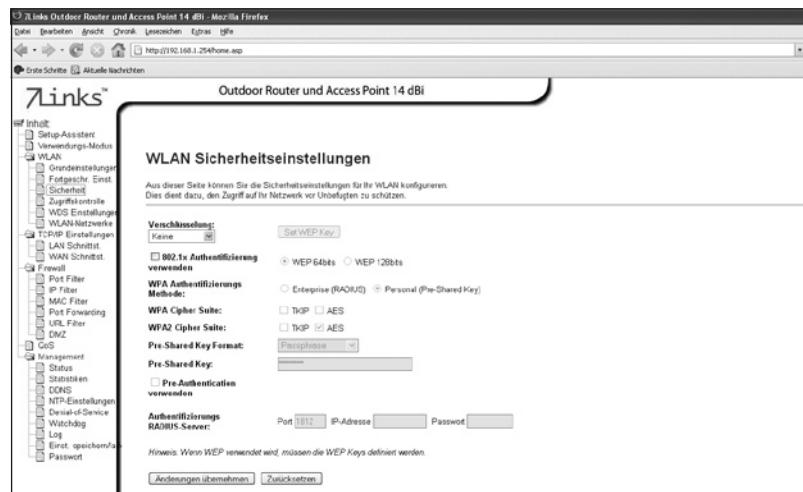 7Links Outdoor Router und Access Point 14 dBi - Mozilla Firefox
Datei Bearbeiten Ansicht Chronik Lesezeichen Extras Hilfe
http://192.168.1.254/home.asp
Erste Schritte Aktuelle Nachrichten
7Links™
Outdoor Router und Access Point 14 dBi
Inhalt:
Setup-Assistent
Verwendungs-Modus
WLAN
Grundeinstellungen
Fortgeschr. Einst.
Sicherheit
Zugriffskontrolle
WDS Einstellungen
WLAN-Netzwerke
TCP/IP Einstellungen
LAN Schnittst.
WAN Schnittst.
Firewall
Port Filter
IP Filter
MAC Filter
Port Forwarding
URL Filter
DMZ
QoS
Management
Status
Statistiken
DDNS
NTP-Einstellungen
Denial-of-Service
Watchdog
Log
Einst. speichern/la
Passwort
WLAN Sicherheitseinstellungen
Aus dieser Seite können Sie die Sicherheitseinstellungen für Ihr WLAN konfigurieren.
Dies dient dazu, den Zugriff auf Ihr Netzwerk vor Unbefugten zu schützen.
Verschlüsselung:
Keine Set WEP Key
802.1x Authentifizierung
verwenden WEP 64bits WEP 128bits
WPA Authentifizierungs
Methode: Enterprise (RADIUS) Personal (Pre-Shared Key)
WPA Cipher Suite: TKIP AES
WPA2 Cipher Suite: TKIP AES
Pre-Shared Key Format: Passphrase
Pre-Shared Key:
Pre-Authentication
verwenden
Authentifizierungs
RADIUS-Server: Port 1812 IP-Adresse Passwort
Hinweis: Wenn WEP verwendet wird, müssen die WEP Keys definiert werden.
Änderungen übernehmen Zurücksetzen